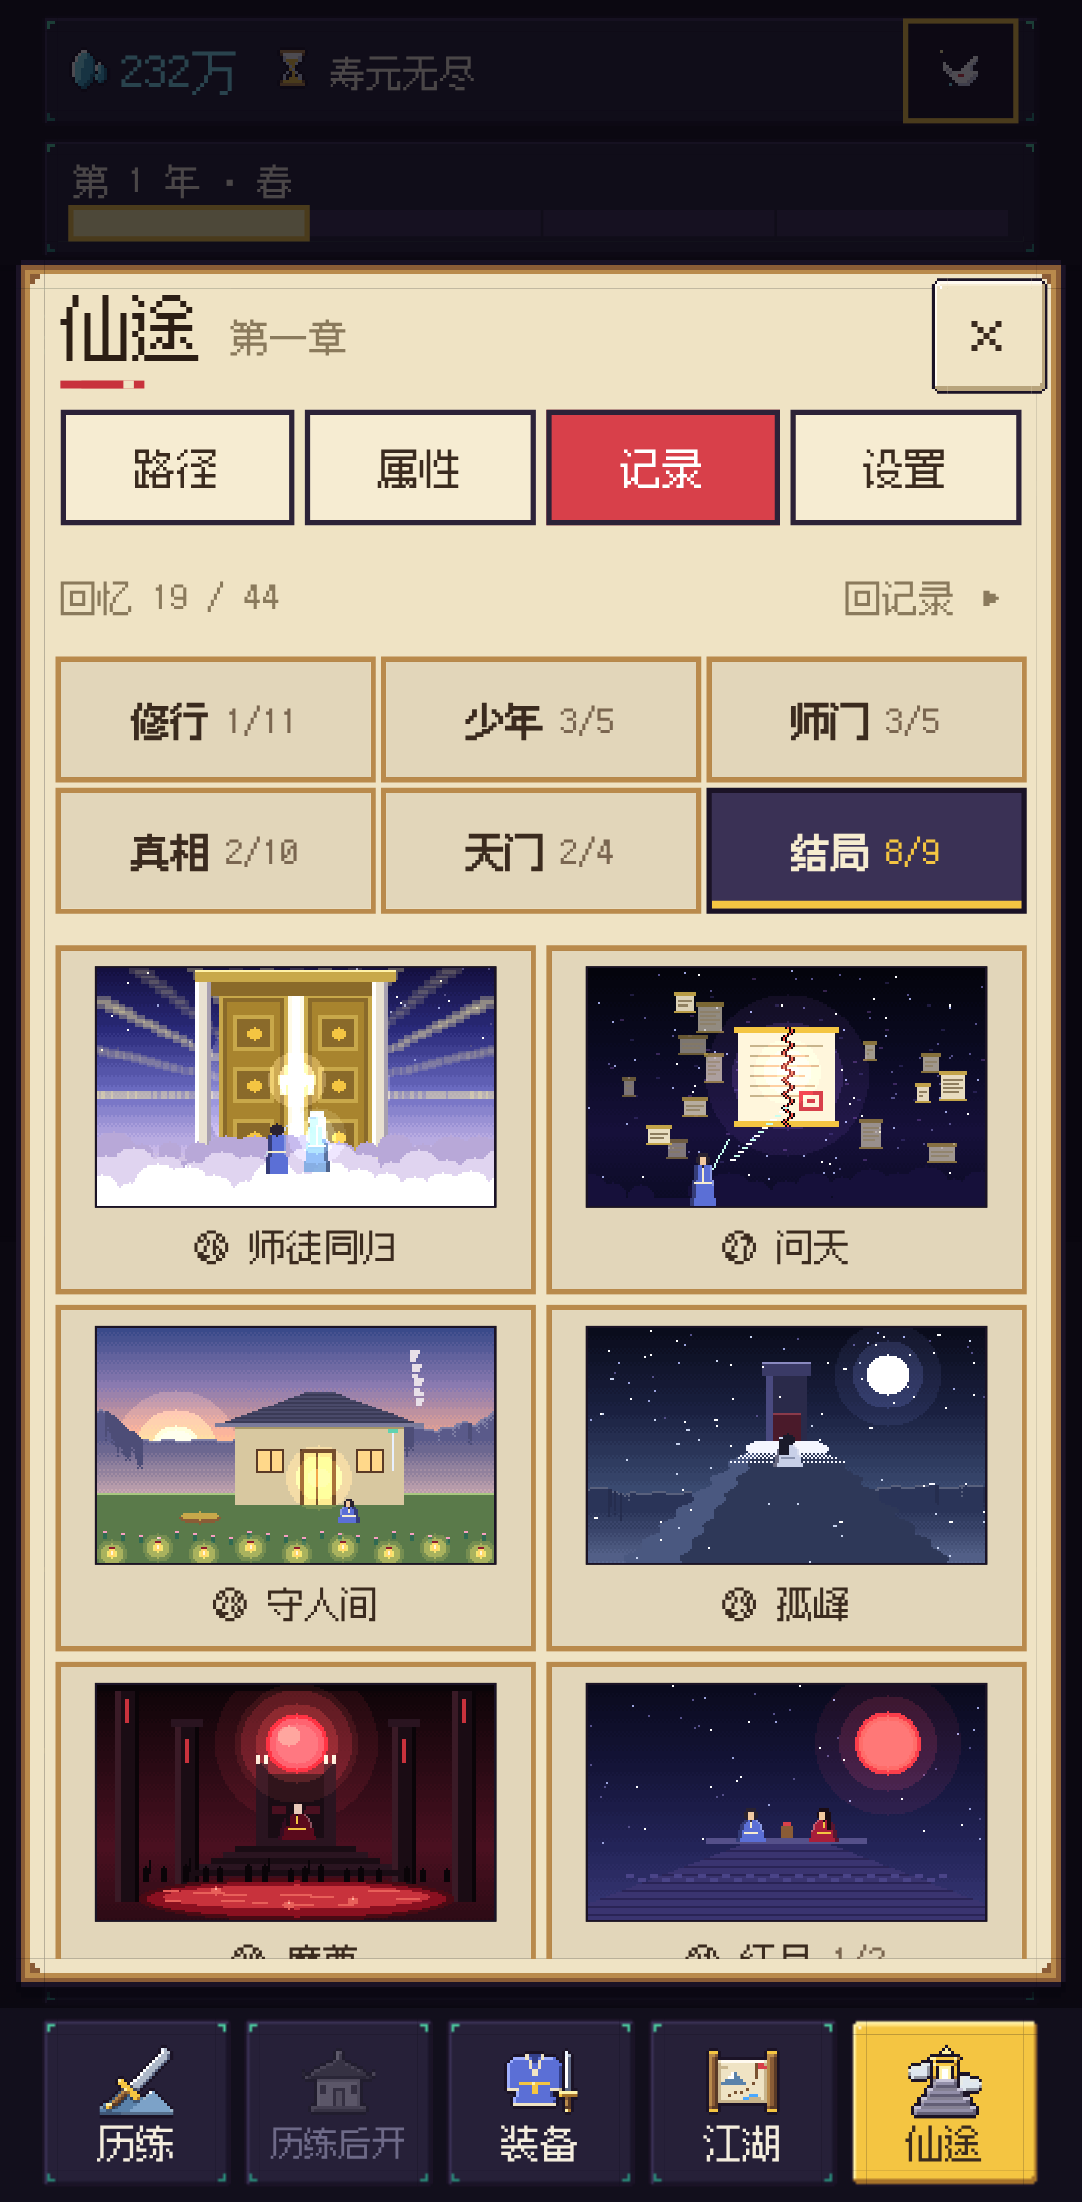 232万 寿元无尽
第 1 年 · 春
仙途 第一章
路径 属性 记录 设置
回忆 19 / 44 回记录
修行 1/11 少年 3/5 师门 3/5
真相 2/10 天门 2/4 结局 8/9
㉖ 师徒同归 ㉗ 问天
㉘ 守人间 ㉙ 孤峰
历练 历练后开 装备 江湖 仙途